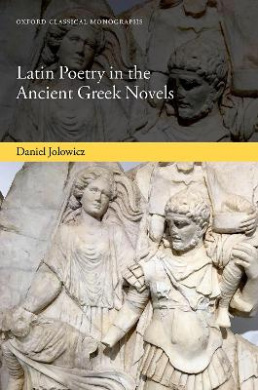 OXFORD CLASSICAL MONOGRAPHS
Latin Poetry in the
Ancient Greek Novels
Daniel Jolowicz